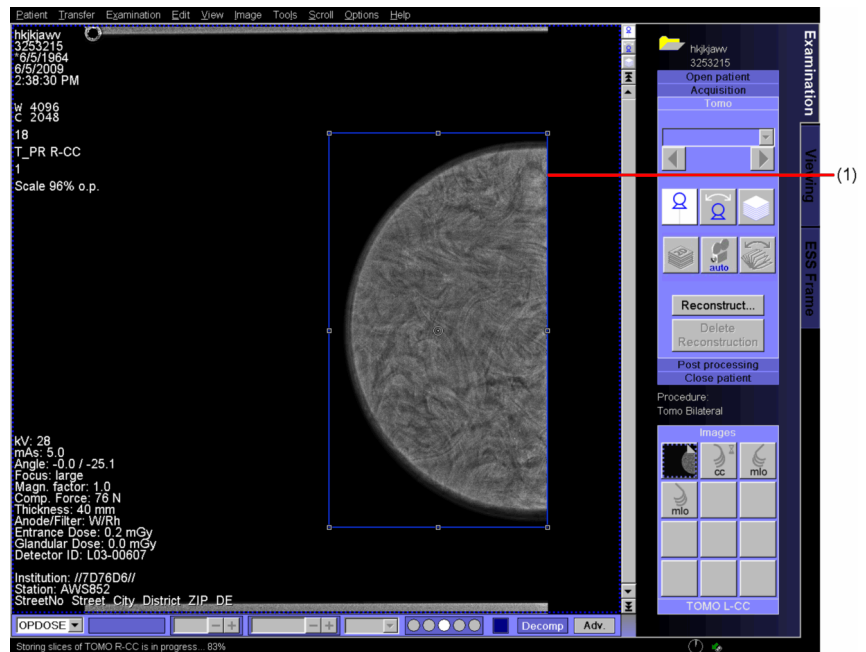 Patient Transfer Examination Edit View Image Tools Scroll Options Help
hkjkjawv
3253215
*6/5/1964
6/5/2009
2:38:30 PM
W 4096
C 2048
18
T_PR R-CC
1
Scale 96% o.p.
kV: 28
mAs: 5.0
Angle: -0.0 / -25.1
Focus: large
Magn. factor: 1.0
Comp. Force: 76 N
Thickness: 40 mm
Anode/Filter: W/Rh
Entrance Dose: 0.2 mGy
Glandular Dose: 0.0 mGy
Detector ID: L03-00607
Institution: //7D76D6//
Station: AWS852
StreetNo Street City District ZIP DE
OPDOSE
Decomp
Adv.
Storing slices of TOMO R-CC is in progress... 83%
hkjkjawv
3253215
Open patient
Acquisition
Tomo
auto
Reconstruct...
Delete
Reconstruction
Post processing
Close patient
Procedure:
Tomo Bilateral
Images
cc
mlo
mlo
TOMO L-CC
Examination
Viewing
ESS Frame
(1)